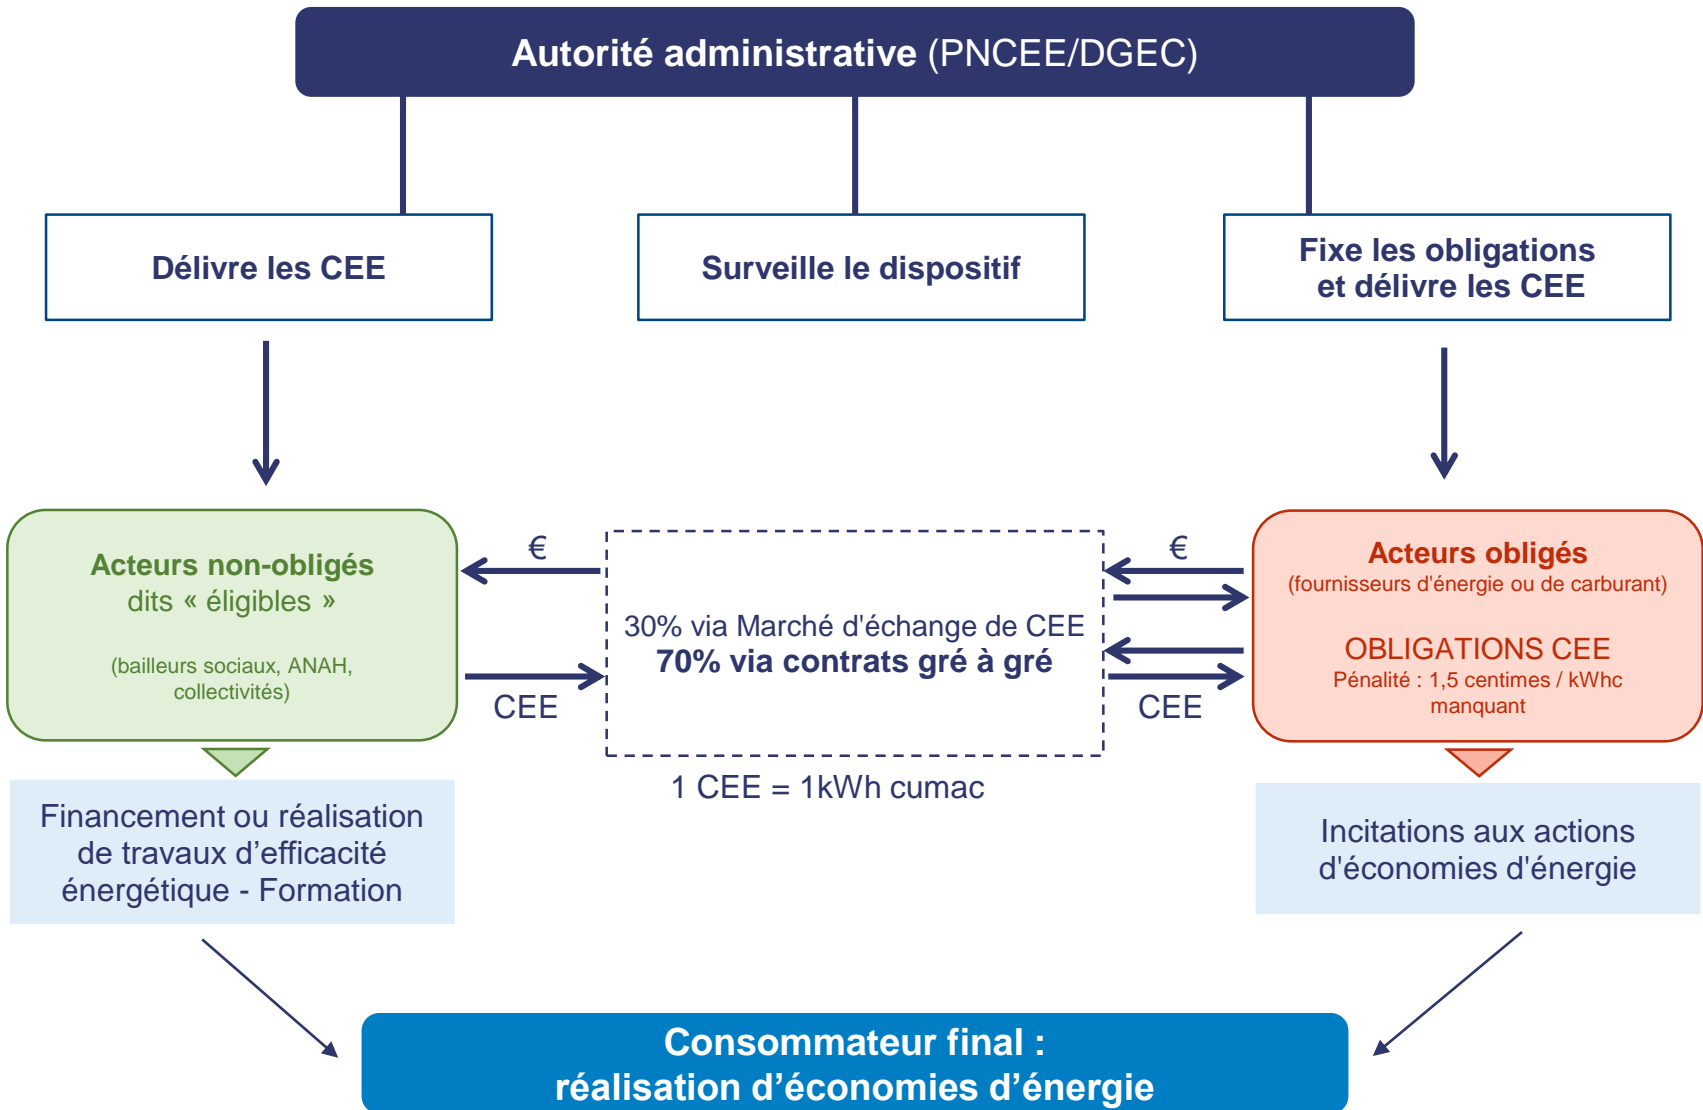 Autorité administrative (PNCEE/DGEC)
Délivre les CEE
Surveille le dispositif
Fixe les obligations
et délivre les CEE
Acteurs non-obligés
dits « éligibles »
(bailleurs sociaux, ANAH,
collectivités)
€
CEE
30% via Marché d'échange de CEE
70% via contrats gré à gré
1 CEE = 1kWh cumac
€
CEE
Acteurs obligés
(fournisseurs d'énergie ou de carburant)
OBLIGATIONS CEE
Pénalité : 1,5 centimes / kWhc
manquant
Financement ou réalisation
de travaux d’efficacité
énergétique - Formation
Incitations aux actions
d'économies d'énergie
Consommateur final :
réalisation d’économies d’énergie